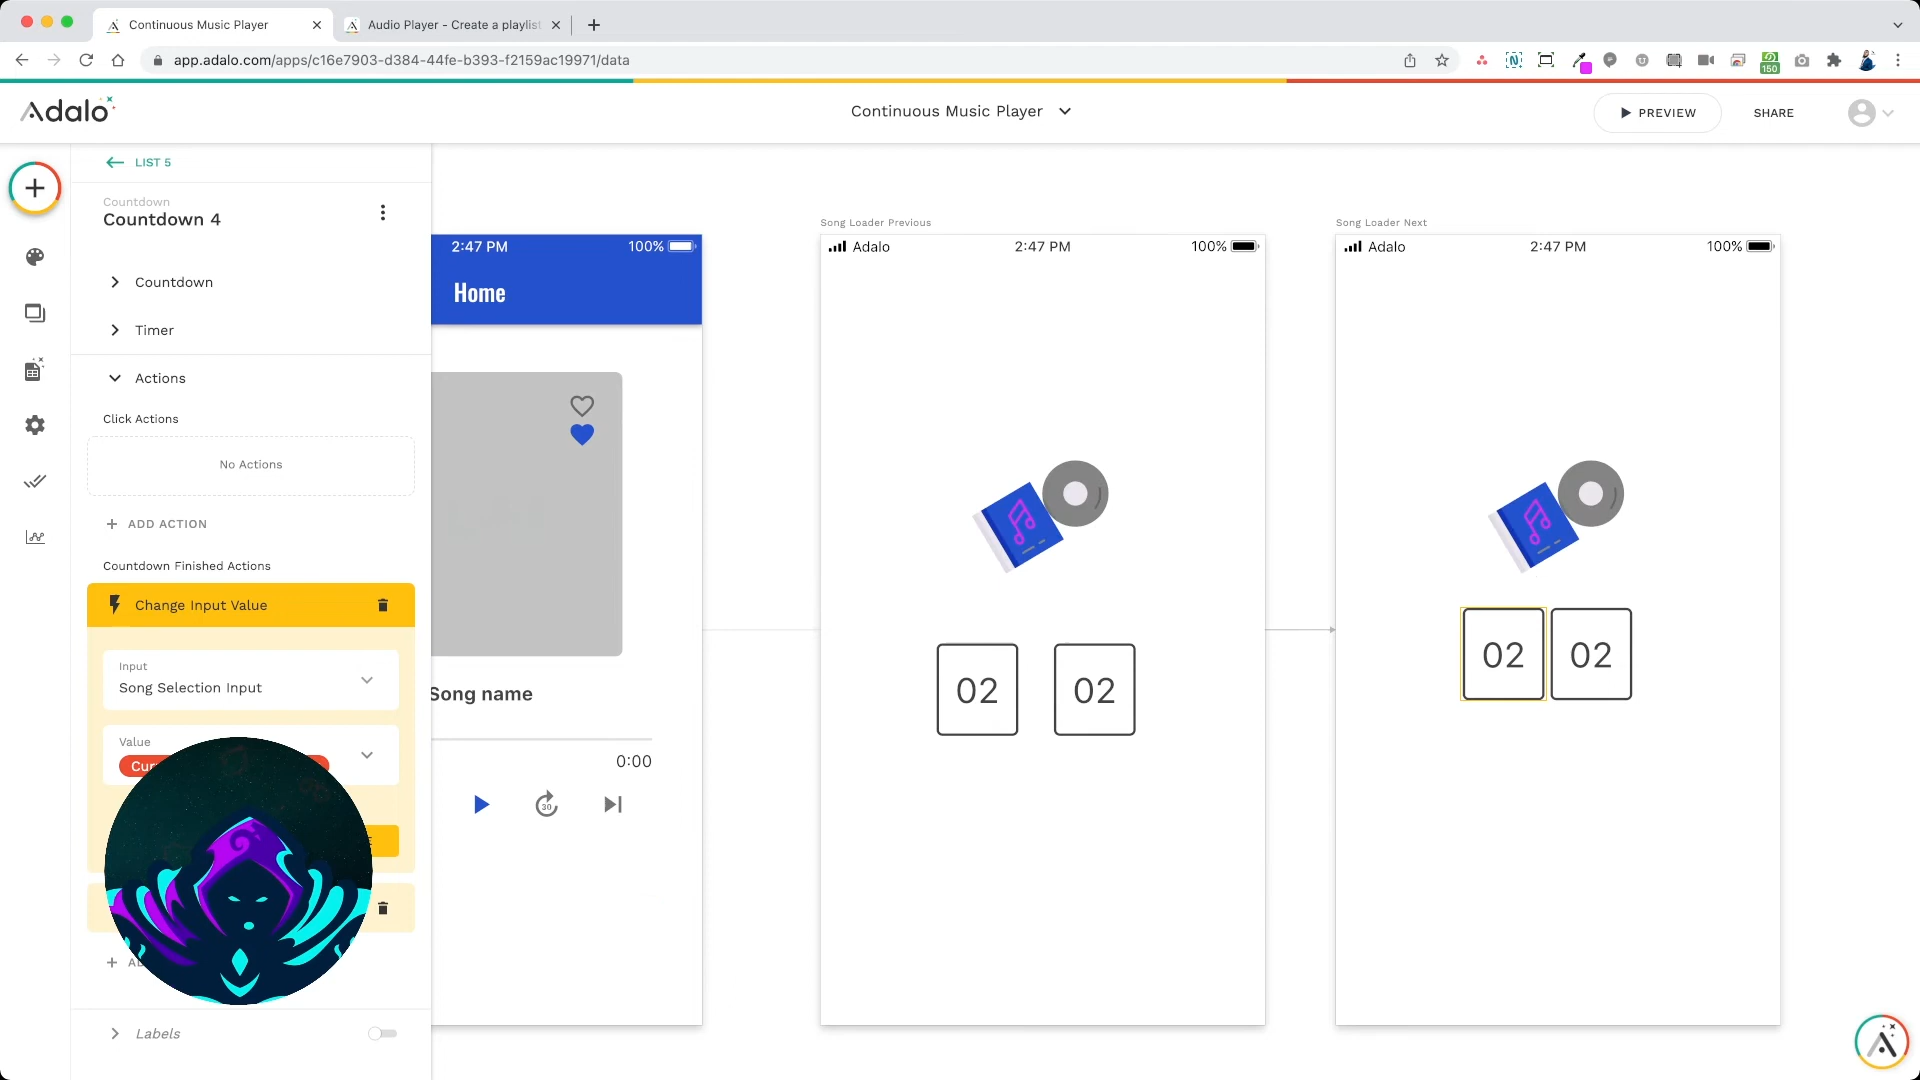 Continuous Music Player
Audio Player - Create a playlist
app.adalo.com/apps/c16e7903-d384-44fe-b393-f2159ac19971/data
150
Adalo
Continuous Music Player
PREVIEW
SHARE
LIST 5
Countdown
Countdown 4
Countdown
Timer
Actions
Click Actions
No Actions
ADD ACTION
Countdown Finished Actions
Change Input Value
Input
Song Selection Input
Value
Labels
2:47 PM
100%
Home
Song name
0:00
30
Song Loader Previous
Adalo
2:47 PM
100%
02
02
Song Loader Next
Adalo
2:47 PM
100%
02
02